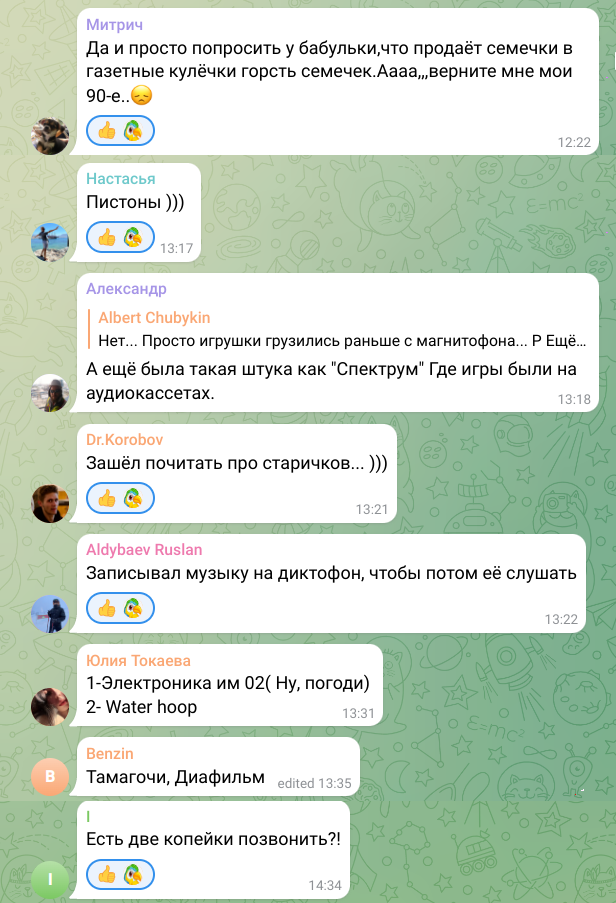 Митрич
Да и просто попросить у бабульки,что продаёт семечки в
газетные кулёчки горсть семечек.Аааа,,,верните мне мои
90-е..😞
👍 🦜
12:22
Настасья
Пистоны )))
👍 🦜
13:17
Александр
Albert Chubykin
Нет... Просто игрушки грузились раньше с магнитофона... Р Ещё...
А ещё была такая штука как "Спектрум" Где игры были на
аудиокассетах.
13:18
Dr.Korobov
Зашёл почитать про старичков... )))
👍 🦜
13:21
Aldybaev Ruslan
Записывал музыку на диктофон, чтобы потом её слушать
👍 🦜
13:22
Юлия Токаева
1-Электроника им 02( Ну, погоди)
2- Water hoop
13:31
Benzin
B
Тамагочи, Диафильм
edited 13:35
I
Есть две копейки позвонить?!
👍 🦜
I
14:34